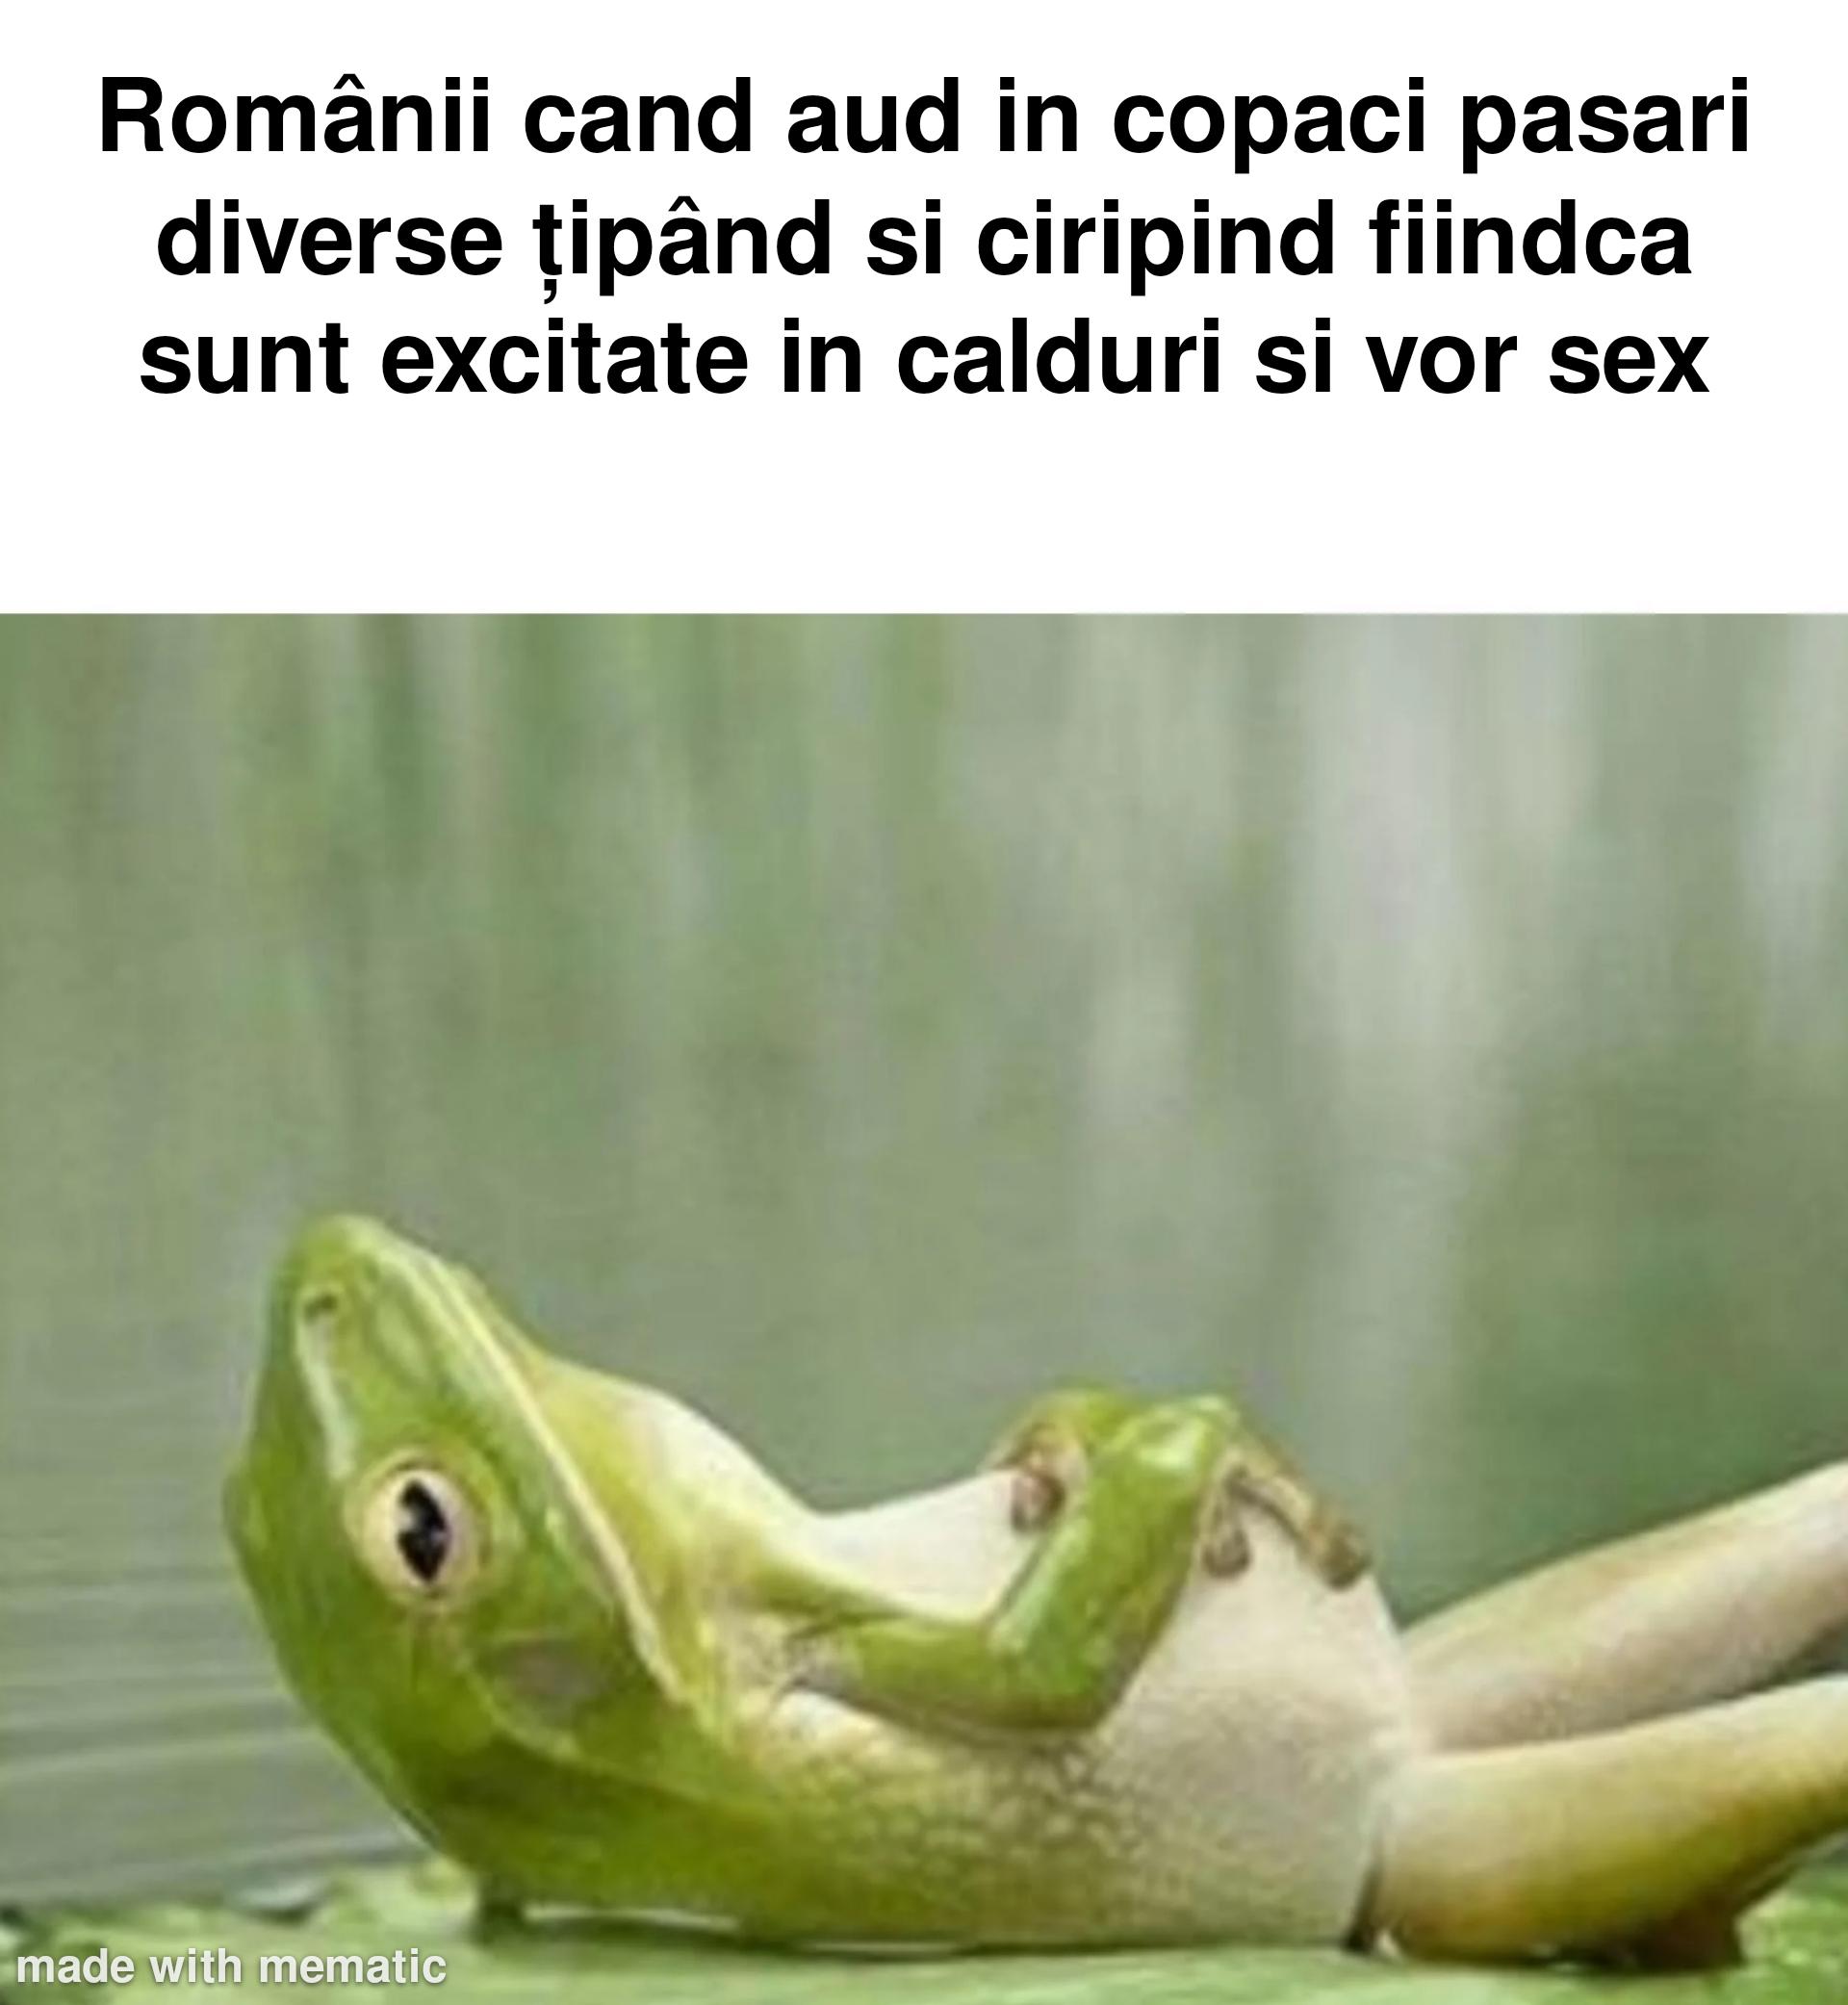 Românii cand aud in copaci pasari
diverse țipând si ciripind fiindca
sunt excitate in calduri si vor sex
made with mematic